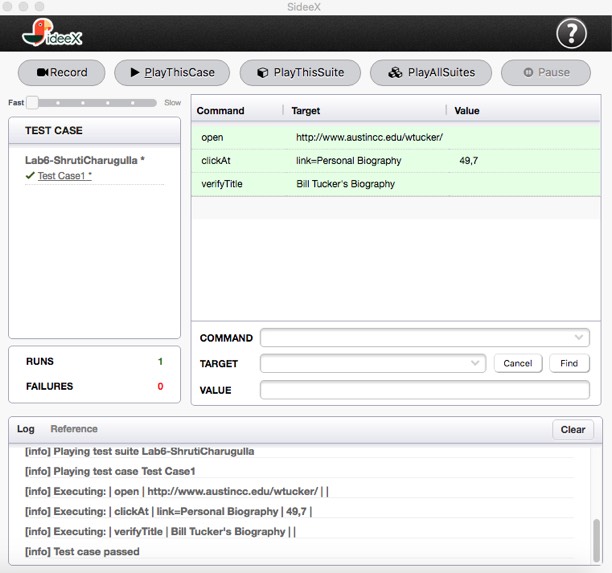 SideeX
SideeX
?
Record
PlayThisCase
PlayThisSuite
PlayAllSuites
Pause
Fast
Slow
Command Target Value
open http://www.austincc.edu/wtucker/
clickAt link=Personal Biography 49,7
verifyTitle Bill Tucker's Biography
TEST CASE
Lab6-ShrutiCharugulla *
Test Case1 *
RUNS 1
FAILURES 0
COMMAND
TARGET Cancel Find
VALUE
Log Reference Clear
[info] Playing test suite Lab6-ShrutiCharugulla
[info] Playing test case Test Case1
[info] Executing: | open | http://www.austincc.edu/wtucker/ | |
[info] Executing: | clickAt | link=Personal Biography | 49,7 |
[info] Executing: | verifyTitle | Bill Tucker's Biography | |
[info] Test case passed